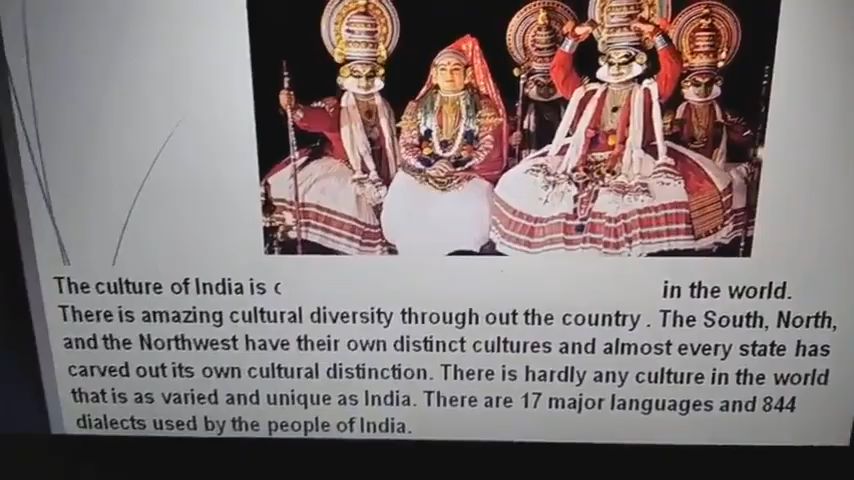 The culture of India is in the world.
There is amazing cultural diversity through out the country . The South, North,
and the Northwest have their own distinct cultures and almost every state has
carved out its own cultural distinction. There is hardly any culture in the world
that is as varied and unique as India. There are 17 major languages and 844
dialects used by the people of India.